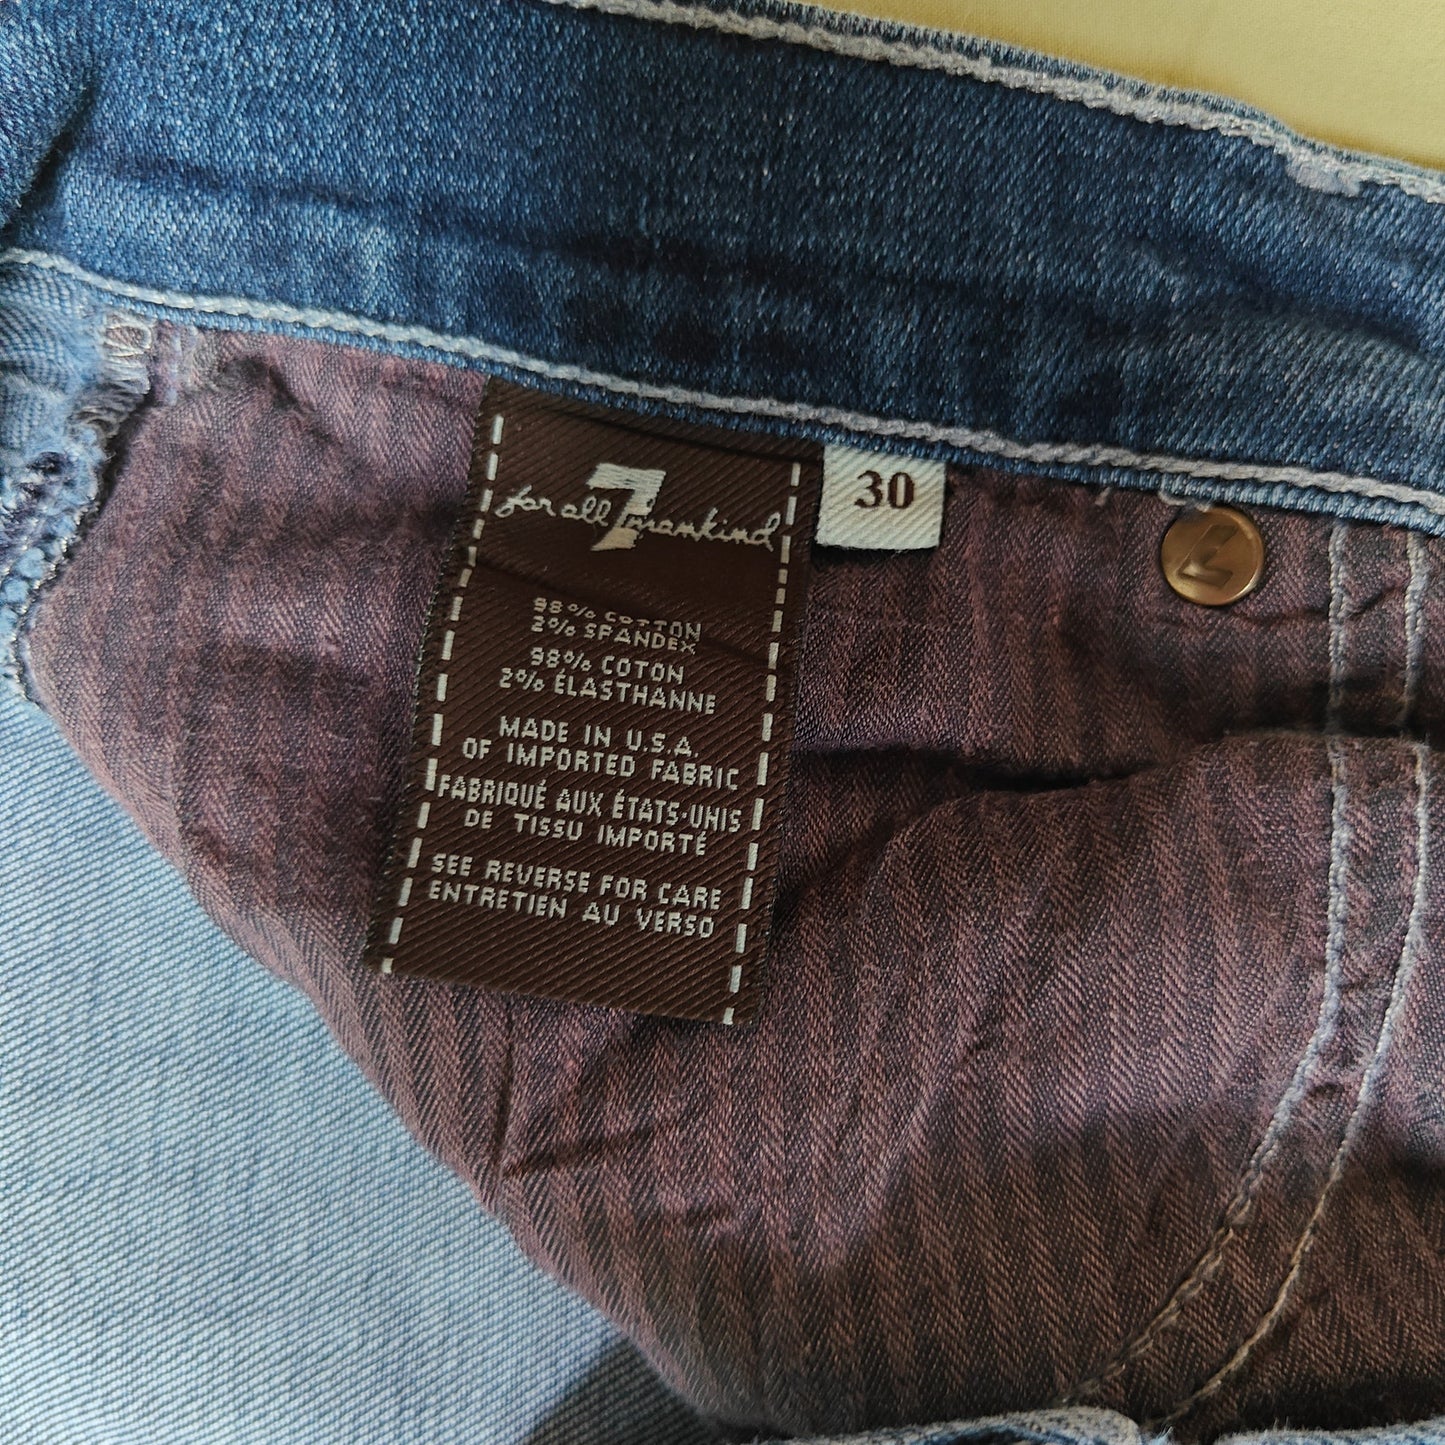 for all 7 mankind
30
98% COTTON
2% SPANDEX
98% COTON
2% ÉLASTHANNE
MADE IN U.S.A.
OF IMPORTED FABRIC
FABRIQUÉ AUX ÉTATS-UNIS
DE TISSU IMPORTÉ
SEE REVERSE FOR CARE
ENTRETIEN AU VERSO
7